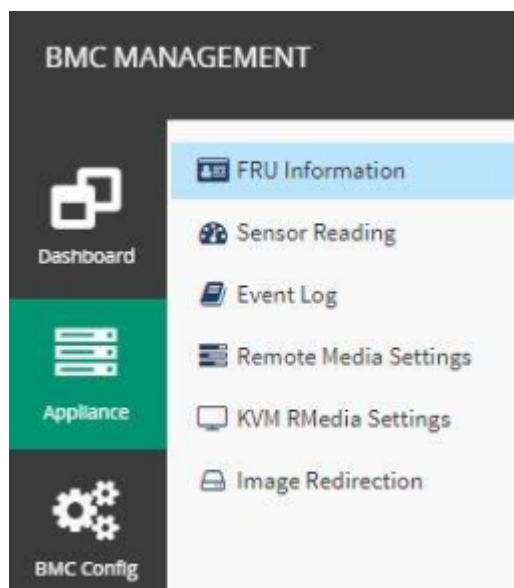 BMC MANAGEMENT
Dashboard
Appliance
BMC Config
FRU Information
Sensor Reading
Event Log
Remote Media Settings
KVM RMedia Settings
Image Redirection